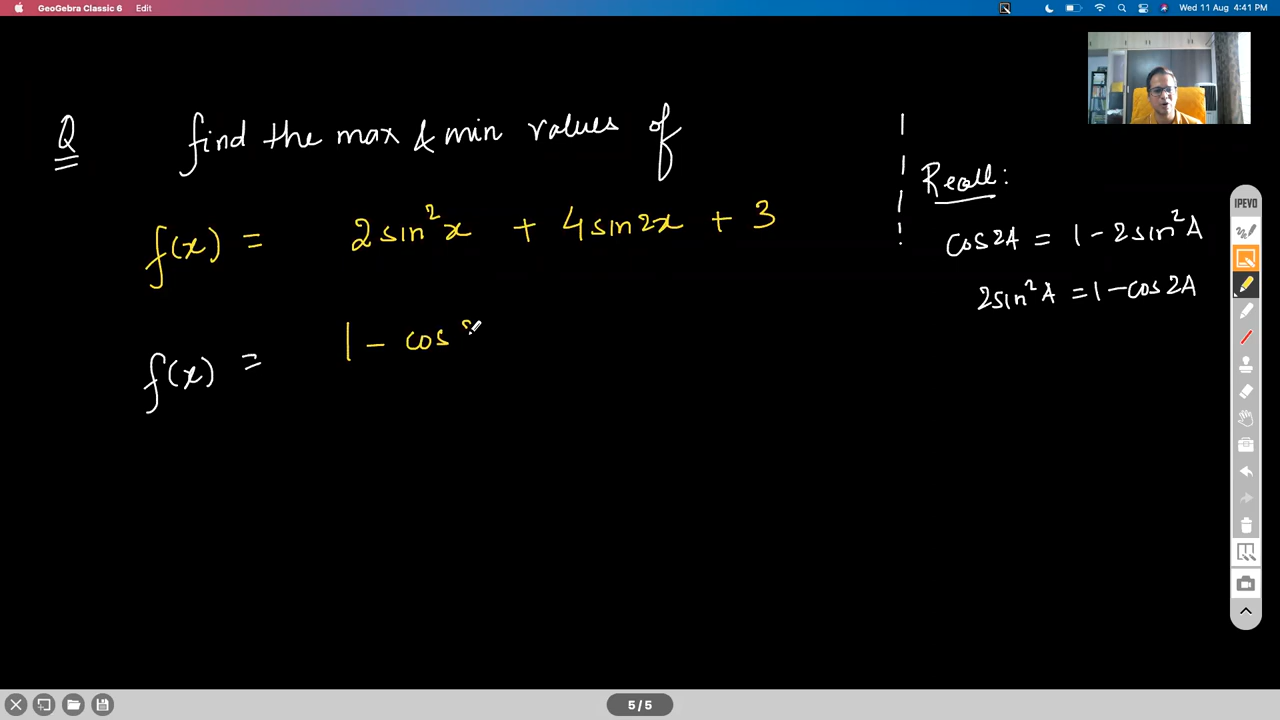 GeoGebra Classic 6 Edit Wed 11 Aug 4:41 PM
Q find the max & min values of
f(x) = 2sin²x + 4sin2x + 3
f(x) = 1 - cos
Recall:
cos2A = 1 - 2sin²A
2sin²A = 1 - cos2A
IPEVO
5/5